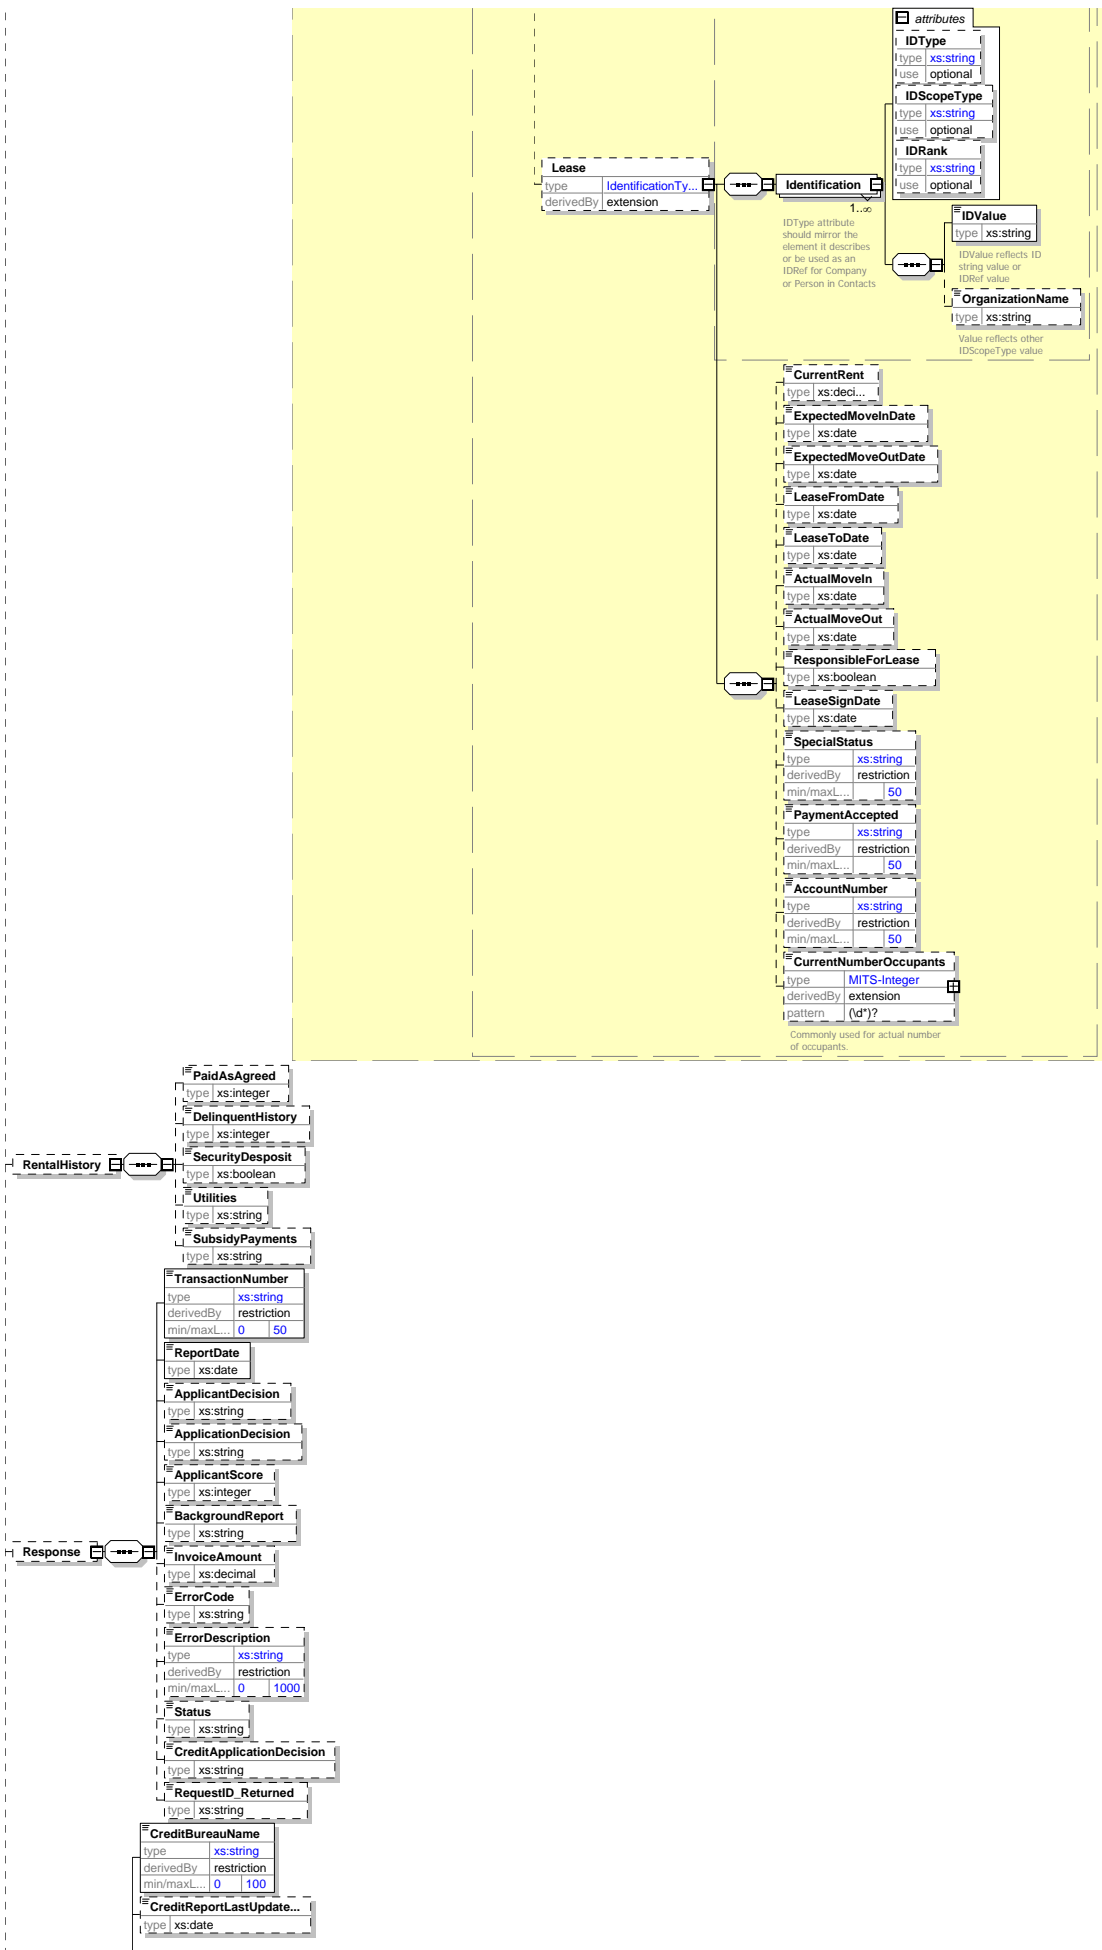 attributes
IDType
type xs:string
use optional
IDScopeType
type xs:string
use optional
IDRank
type xs:string
use optional
Lease
type IdentificationTy...
derivedBy extension
Identification
1..∞
IDType attribute
should mirror the
element it describes
or be used as an
IDRef for Company
or Person in Contacts
IDValue
type xs:string
IDValue reflects ID
string value or
IDRef value
OrganizationName
type xs:string
Value reflects other
IDScopeType value
CurrentRent
type xs:deci...
ExpectedMoveInDate
type xs:date
ExpectedMoveOutDate
type xs:date
LeaseFromDate
type xs:date
LeaseToDate
type xs:date
ActualMoveIn
type xs:date
ActualMoveOut
type xs:date
ResponsibleForLease
type xs:boolean
LeaseSignDate
type xs:date
SpecialStatus
type xs:string
derivedBy restriction
min/maxL... 50
PaymentAccepted
type xs:string
derivedBy restriction
min/maxL... 50
AccountNumber
type xs:string
derivedBy restriction
min/maxL... 50
CurrentNumberOccupants
type MITS-Integer
derivedBy extension
pattern (\d*)?
Commonly used for actual number
of occupants.
RentalHistory
PaidAsAgreed
type xs:integer
DelinquentHistory
type xs:integer
SecurityDesposit
type xs:boolean
Utilities
type xs:string
SubsidyPayments
type xs:string
Response
TransactionNumber
type xs:string
derivedBy restriction
min/maxL... 0 50
ReportDate
type xs:date
ApplicantDecision
type xs:string
ApplicationDecision
type xs:string
ApplicantScore
type xs:integer
BackgroundReport
type xs:string
InvoiceAmount
type xs:decimal
ErrorCode
type xs:string
ErrorDescription
type xs:string
derivedBy restriction
min/maxL... 0 1000
Status
type xs:string
CreditApplicationDecision
type xs:string
RequestID_Returned
type xs:string
CreditBureauName
type xs:string
derivedBy restriction
min/maxL... 0 100
CreditReportLastUpdate...
type xs:date